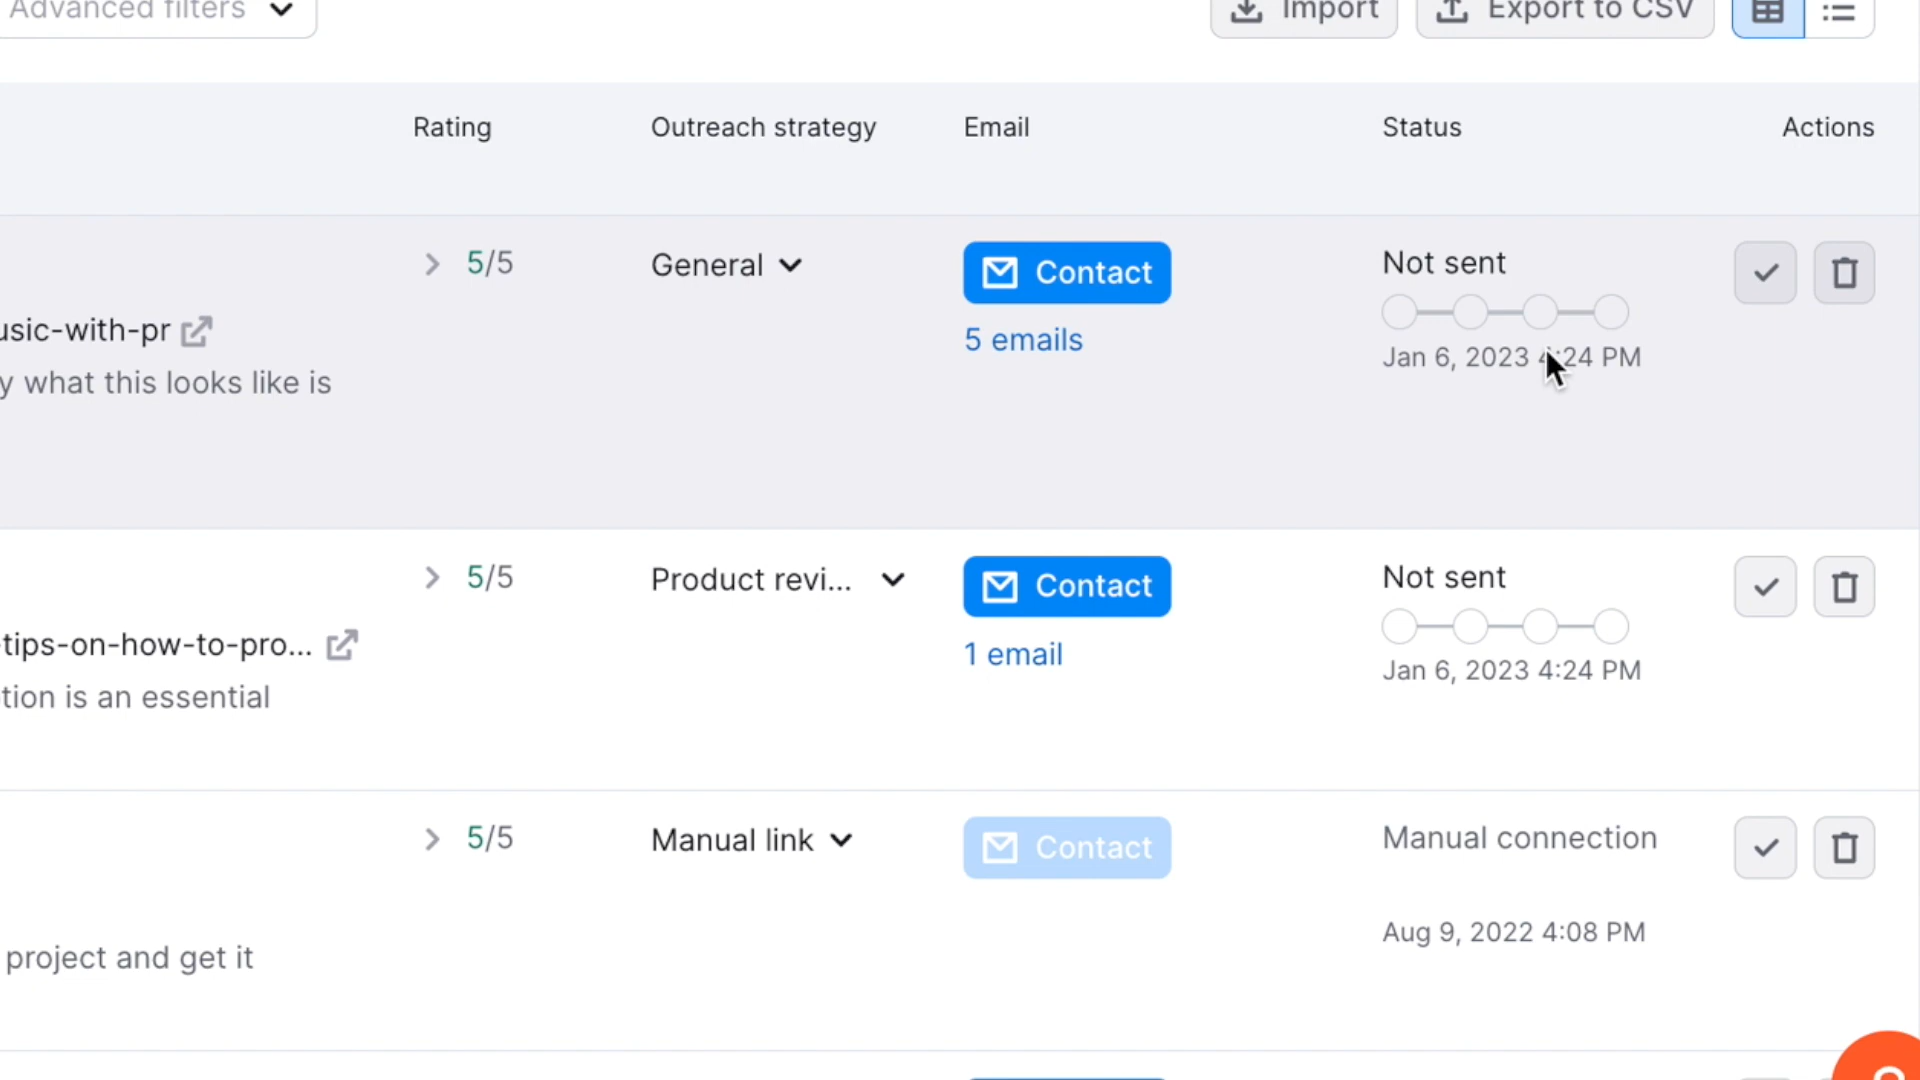 Advanced filters
Import
Export to CSV
Rating
Outreach strategy
Email
Status
Actions
5/5
General
Contact
Not sent
usic-with-pr
5 emails
Jan 6, 2023 4:24 PM
y what this looks like is
5/5
Product revi...
Contact
Not sent
-tips-on-how-to-pro...
1 email
Jan 6, 2023 4:24 PM
tion is an essential
5/5
Manual link
Contact
Manual connection
Aug 9, 2022 4:08 PM
project and get it